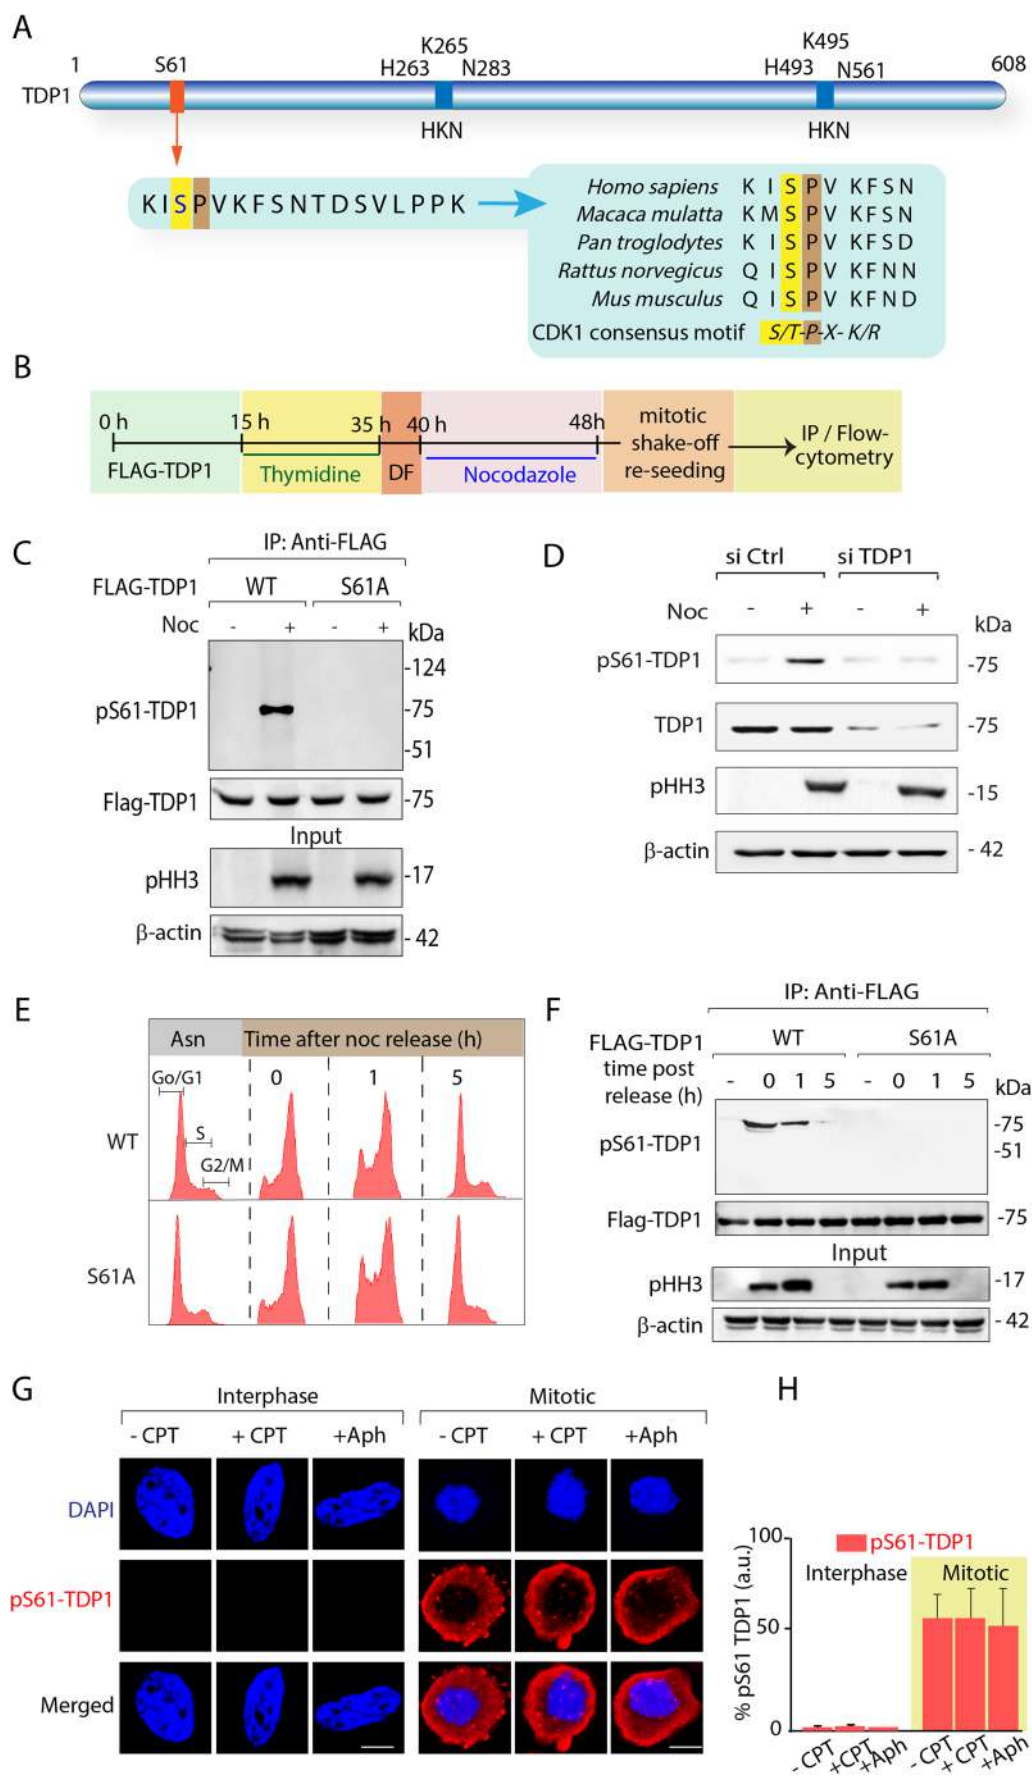 A
K265
K495
1
S61
H263
N283
H493
N561
608
TDP1
HKN
HKN
K I S P V K F S N T D S V L P P K
Homo sapiens K I S P V K F S N
Macaca mulatta K M S P V K F S N
Pan troglodytes K I S P V K F S D
Rattus norvegicus Q I S P V K F N N
Mus musculus Q I S P V K F N D
CDK1 consensus motif S/T-P-X- K/R
B
0 h 15 h 35 h 40 h 48h
FLAG-TDP1
Thymidine
DF
Nocodazole
mitotic
shake-off
re-seeding
IP / Flow-
cytometry
C
IP: Anti-FLAG
FLAG-TDP1 WT S61A
Noc - + - + kDa
-124
pS61-TDP1 -75
-51
Flag-TDP1 -75
Input
pHH3 -17
β-actin - 42
D
si Ctrl si TDP1
Noc - + - +
kDa
pS61-TDP1 -75
TDP1 -75
pHH3 -15
β-actin - 42
E
Asn Time after noc release (h)
Go/G1 0 1 5
WT
S
G2/M
S61A
F
IP: Anti-FLAG
FLAG-TDP1 WT S61A
time post
release (h) - 0 1 5 - 0 1 5 kDa
-75
pS61-TDP1 -51
Flag-TDP1 -75
Input
pHH3 -17
β-actin - 42
G
Interphase Mitotic
- CPT + CPT +Aph - CPT + CPT +Aph
DAPI
pS61-TDP1
Merged
H
% pS61 TDP1 (a.u.)
100
50
0
pS61-TDP1
Interphase Mitotic
- CPT +CPT +Aph - CPT + CPT +Aph